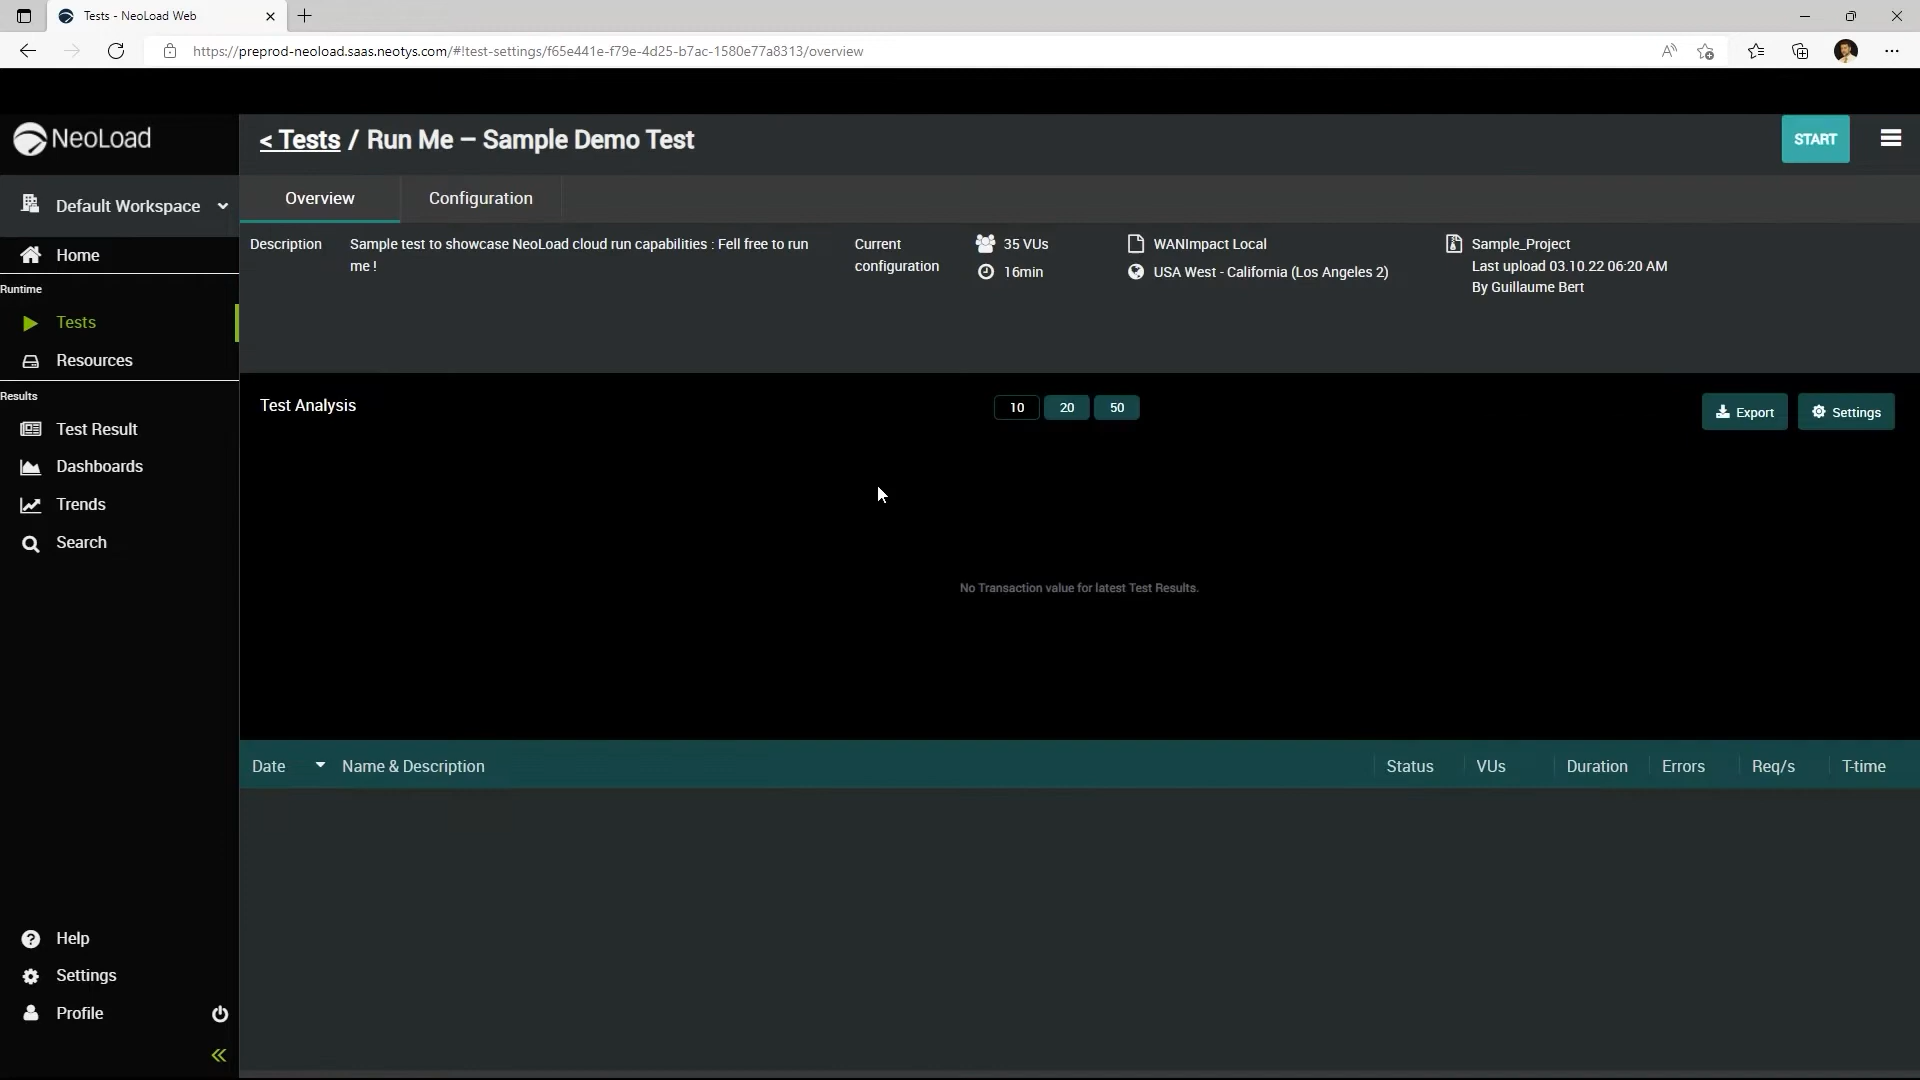 Tests - NeoLoad Web
https://preprod-neoload.saas.neotys.com/#!test-settings/f65e441e-f79e-4d25-b7ac-1580e77a8313/overview
NeoLoad
< Tests / Run Me – Sample Demo Test
START
Default Workspace
Overview
Configuration
Description
Sample test to showcase NeoLoad cloud run capabilities : Fell free to run
me !
Current
configuration
35 VUs
16min
WANImpact Local
USA West - California (Los Angeles 2)
Sample_Project
Last upload 03.10.22 06:20 AM
By Guillaume Bert
Home
Runtime
Tests
Resources
Results
Test Result
Dashboards
Trends
Search
Test Analysis
10
20
50
Export
Settings
No Transaction value for latest Test Results.
Date
Name & Description
Status
VUs
Duration
Errors
Req/s
T-time
Help
Settings
Profile